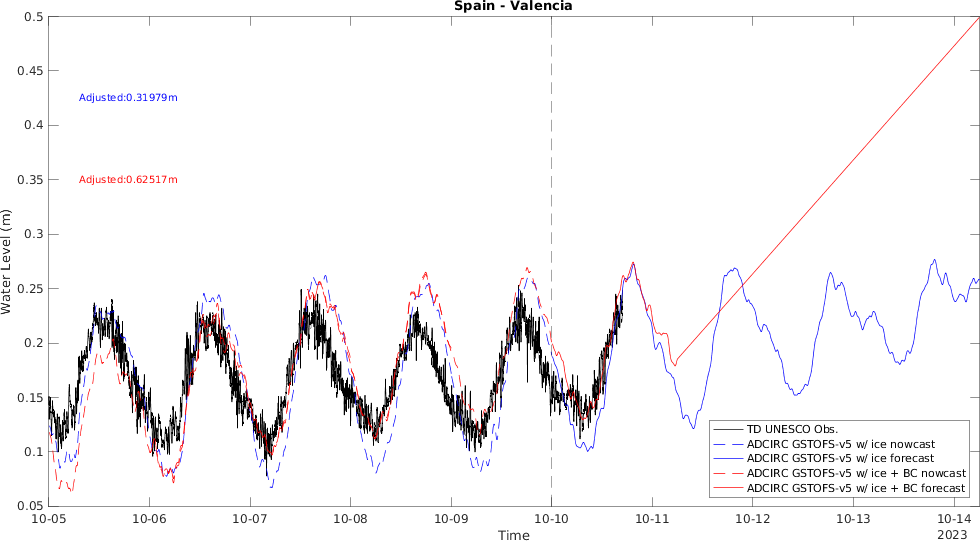 Spain - Valencia
0.5
0.45
0.4
0.35
0.3
0.25
0.2
0.15
0.1
0.05
Water Level (m)
Adjusted:0.31979m
Adjusted:0.62517m
TD UNESCO Obs.
ADCIRC GSTOFS-v5 w/ ice nowcast
ADCIRC GSTOFS-v5 w/ ice forecast
ADCIRC GSTOFS-v5 w/ ice + BC nowcast
ADCIRC GSTOFS-v5 w/ ice + BC forecast
10-05 10-06 10-07 10-08 10-09 10-10 10-11 10-12 10-13 10-14
Time
2023